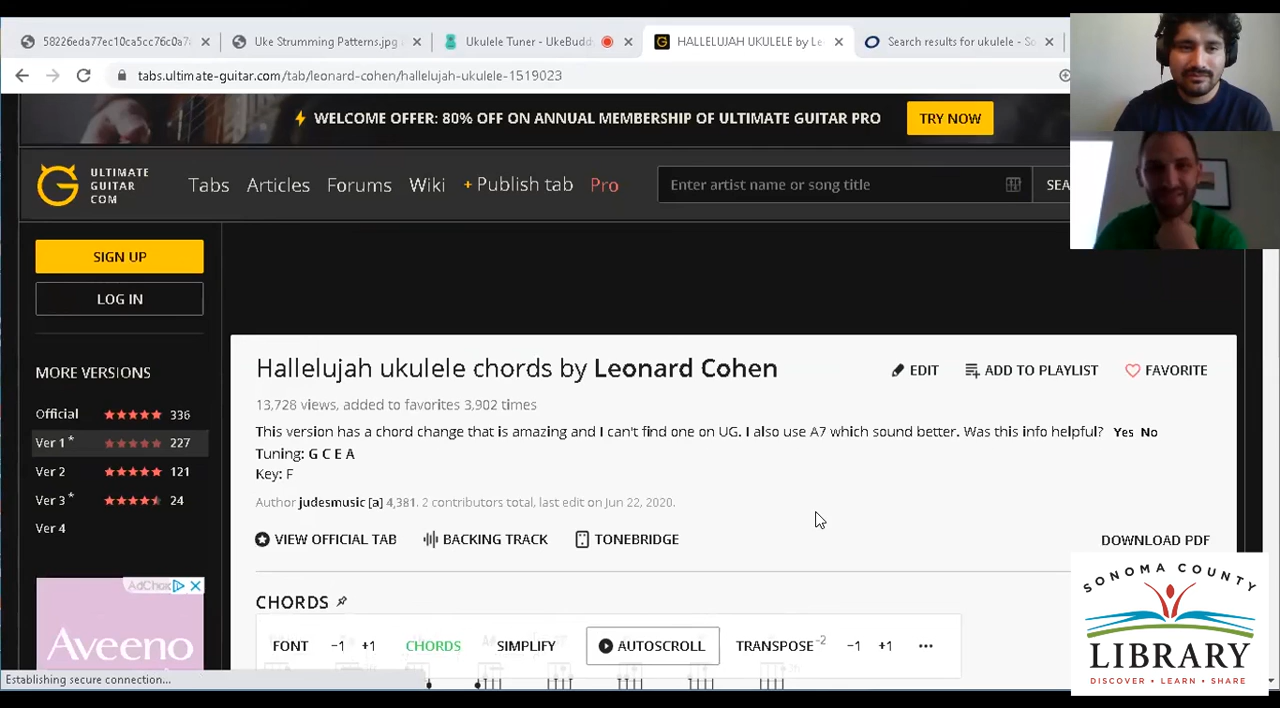 58226eda77ec10ca5cc76c0a7
Uke Strumming Patterns.jpg
Ukulele Tuner - UkeBudd
HALLELUJAH UKULELE by Le
Search results for ukulele - So
tabs.ultimate-guitar.com/tab/leonard-cohen/hallelujah-ukulele-1519023
WELCOME OFFER: 80% OFF ON ANNUAL MEMBERSHIP OF ULTIMATE GUITAR PRO
TRY NOW
ULTIMATE
GUITAR
COM
Tabs Articles Forums Wiki + Publish tab Pro
Enter artist name or song title
SEA
SIGN UP
LOG IN
MORE VERSIONS
Official 336
Ver 1 * 227
Ver 2 121
Ver 3 * 24
Ver 4
Hallelujah ukulele chords by Leonard Cohen
EDIT ADD TO PLAYLIST FAVORITE
13,728 views, added to favorites 3,902 times
This version has a chord change that is amazing and I can't find one on UG. I also use A7 which sound better. Was this info helpful? Yes No
Tuning: G C E A
Key: F
Author judesmusic [a] 4,381. 2 contributors total, last edit on Jun 22, 2020.
VIEW OFFICIAL TAB BACKING TRACK TONEBRIDGE
DOWNLOAD PDF
CHORDS
FONT −1 +1 CHORDS SIMPLIFY AUTOSCROLL TRANSPOSE −2 −1 +1 ...
AdChoi
Aveeno
Establishing secure connection...
SONOMA COUNTY
LIBRARY
DISCOVER • LEARN • SHARE